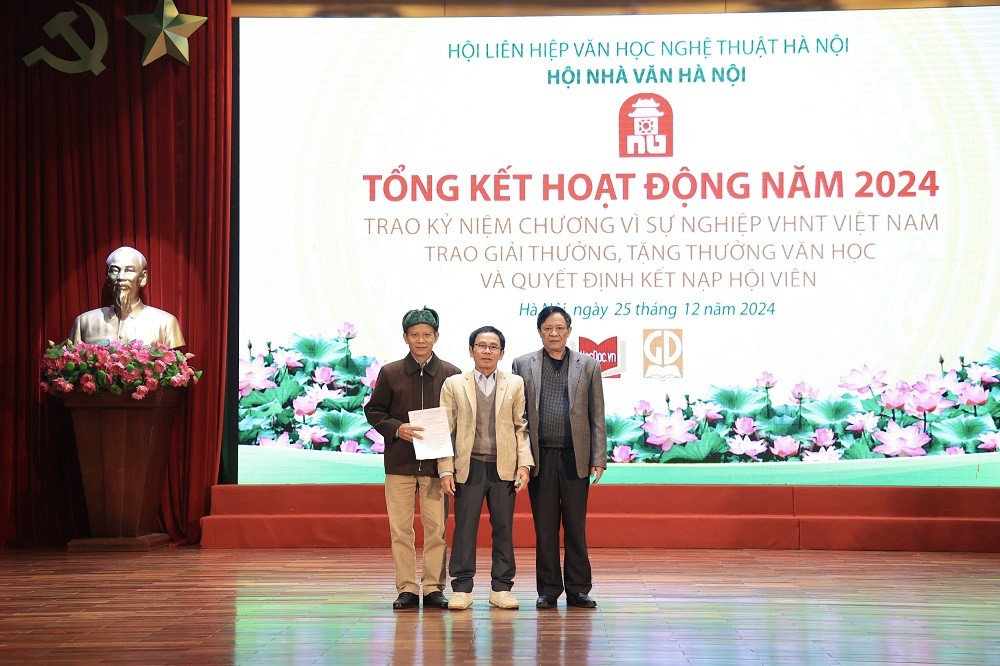 HỘI LIÊN HIỆP VĂN HỌC NGHỆ THUẬT HÀ NỘI
HỘI NHÀ VĂN HÀ NỘI
TỔNG KẾT HOẠT ĐỘNG NĂM 2024
TRAO KỶ NIỆM CHƯƠNG VÌ SỰ NGHIỆP VHNT VIỆT NAM
TRAO GIẢI THƯỞNG, TẶNG THƯỞNG VĂN HỌC
VÀ QUYẾT ĐỊNH KẾT NẠP HỘI VIÊN
Hà Nội, ngày 25 tháng 12 năm 2024
GD